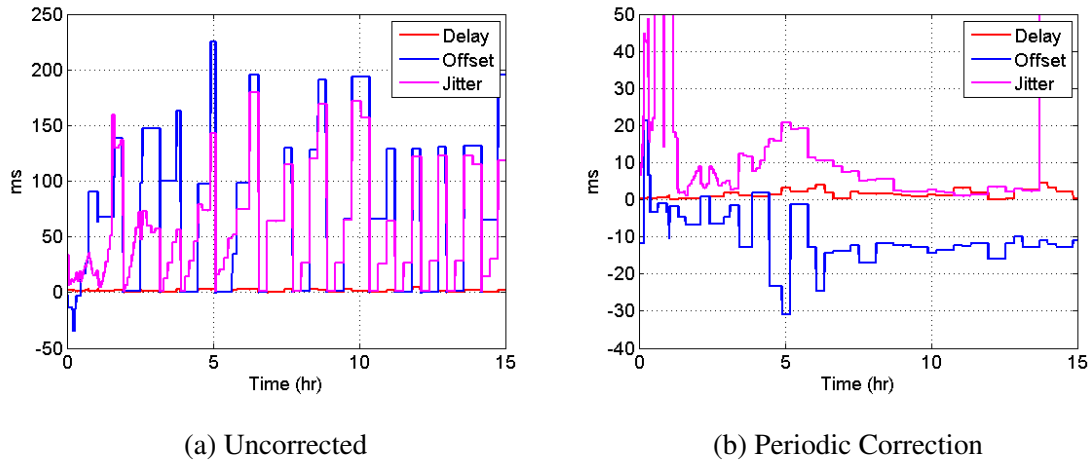 250
200
150
100
50
0
-50
ms
0
5
10
15
Time (hr)
Delay
Offset
Jitter
(a) Uncorrected
50
40
30
20
10
0
-10
-20
-30
-40
ms
0
5
10
15
Time (hr)
Delay
Offset
Jitter
(b) Periodic Correction